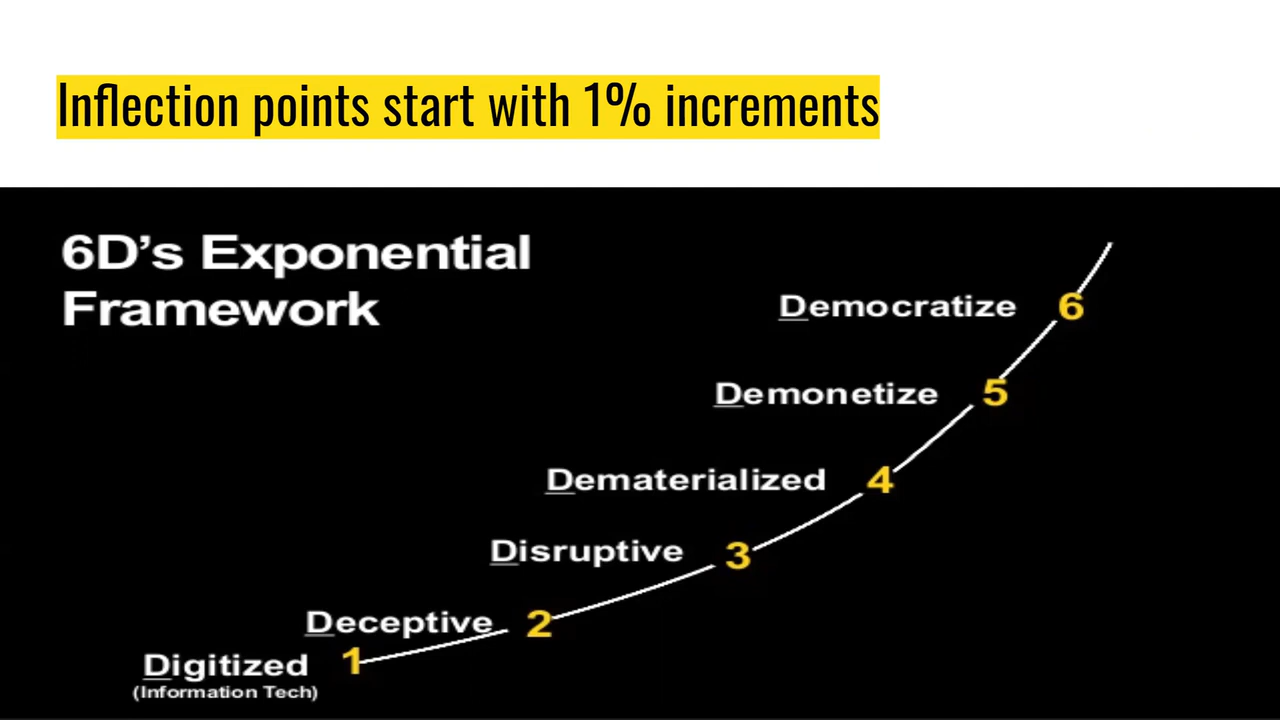 Inflection points start with 1% increments
6D’s Exponential
Framework
Democratize 6
Demonetize 5
Dematerialized 4
Disruptive 3
Deceptive 2
Digitized 1
(Information Tech)